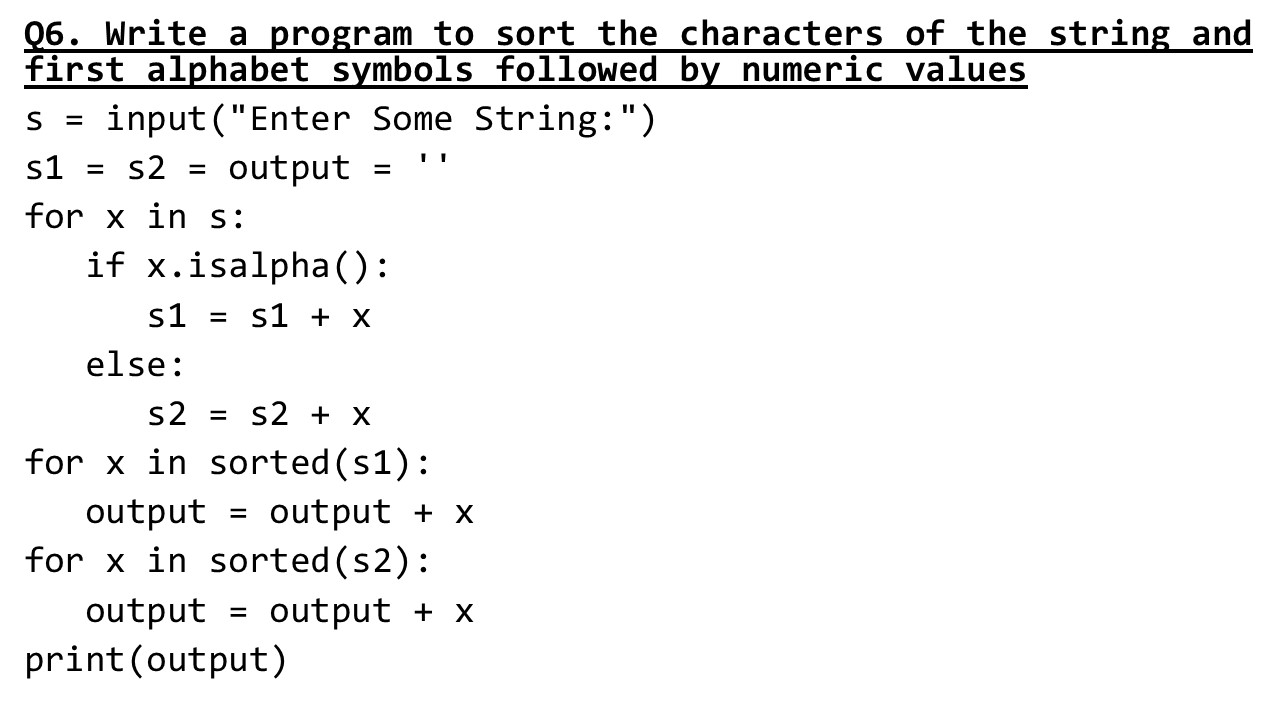 Q6. Write a program to sort the characters of the string and
first alphabet symbols followed by numeric values
s = input("Enter Some String:")
s1 = s2 = output = ''
for x in s:
   if x.isalpha():
      s1 = s1 + x
   else:
      s2 = s2 + x
for x in sorted(s1):
   output = output + x
for x in sorted(s2):
   output = output + x
print(output)